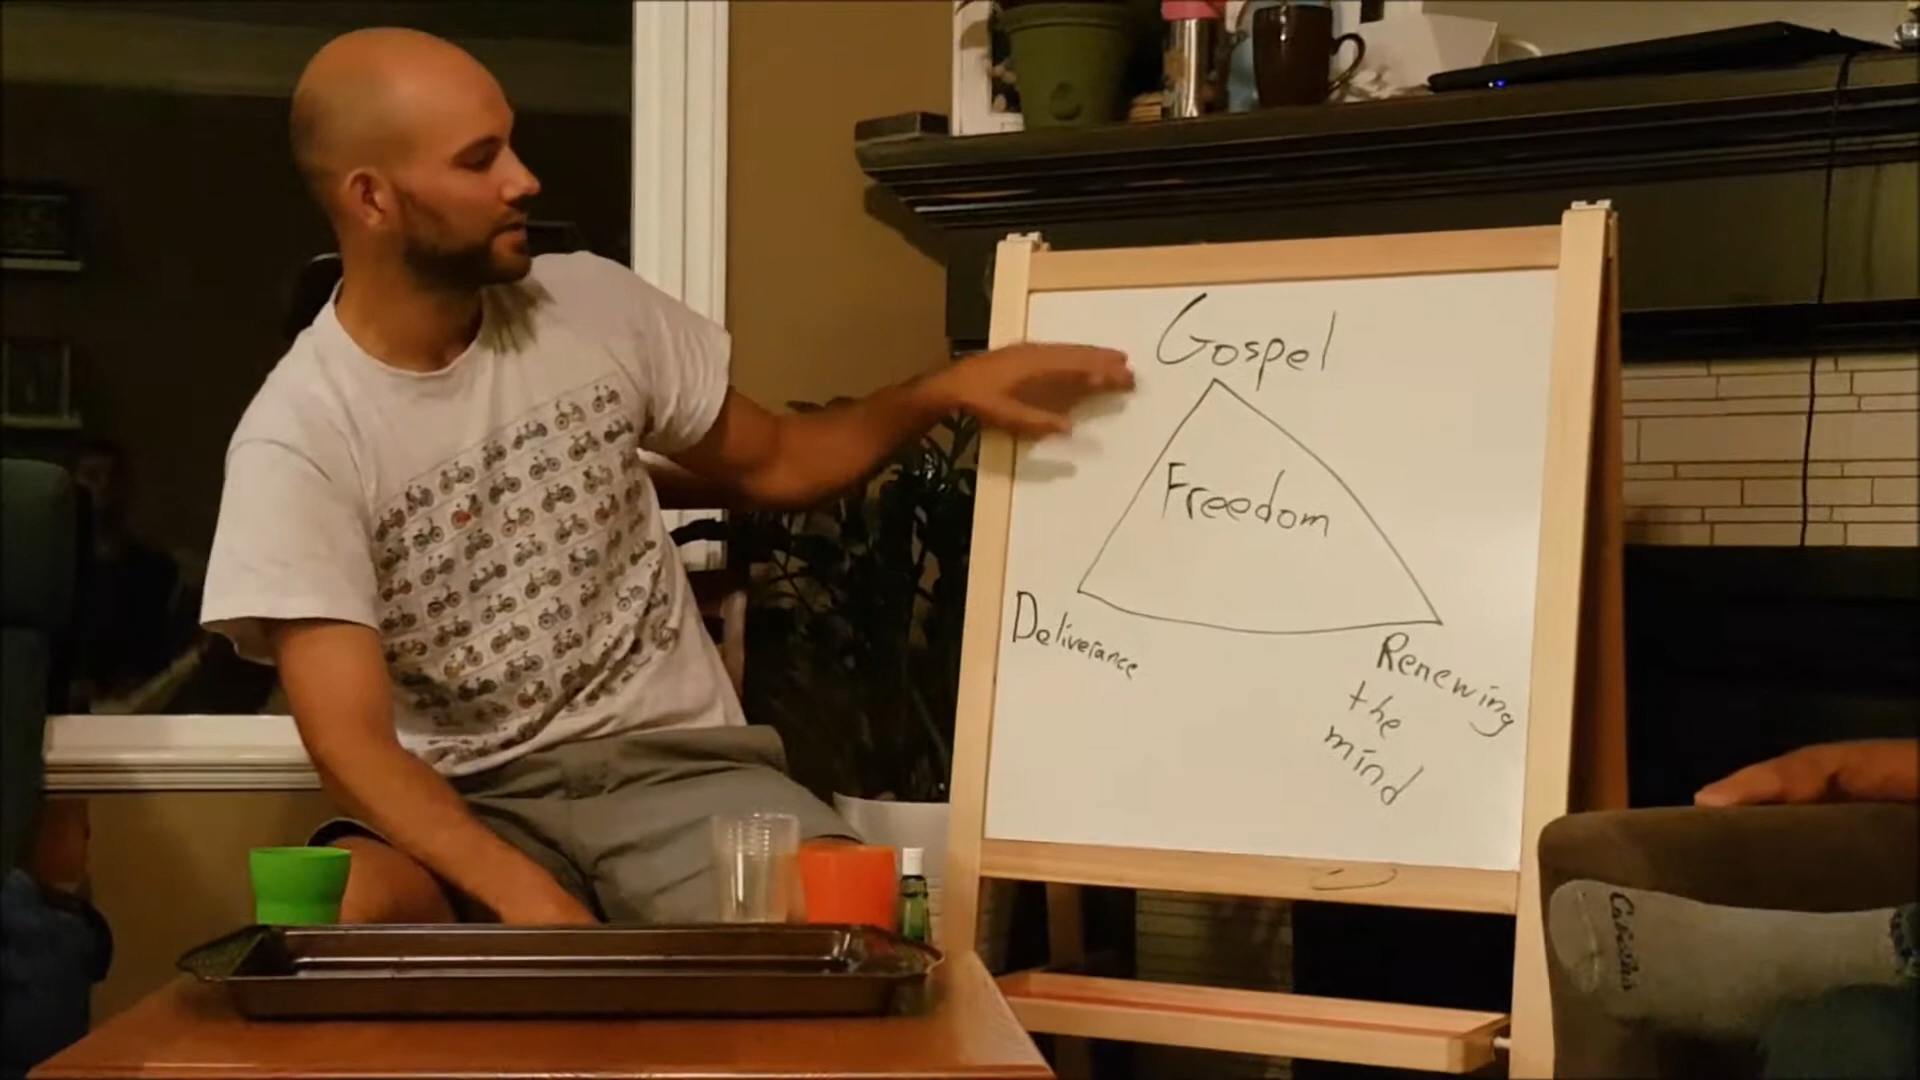 Gospel
Freedom
Deliverance
Renewing
the
mind